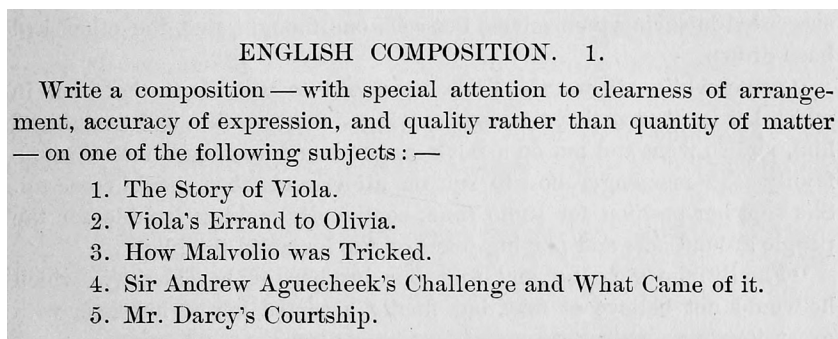 ENGLISH COMPOSITION. 1.
Write a composition — with special attention to clearness of arrange-
ment, accuracy of expression, and quality rather than quantity of matter
— on one of the following subjects : —
1. The Story of Viola.
2. Viola's Errand to Olivia.
3. How Malvolio was Tricked.
4. Sir Andrew Aguecheek's Challenge and What Came of it.
5. Mr. Darcy's Courtship.